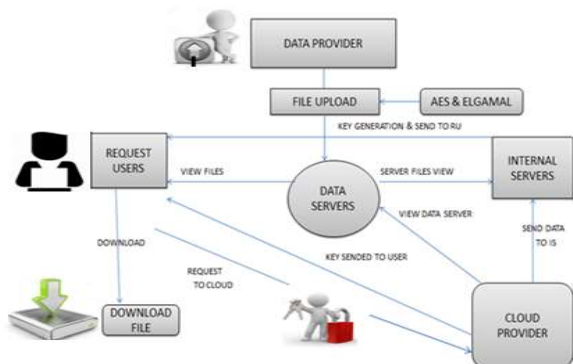 DATA PROVIDER
FILE UPLOAD
AES & ELGAMAL
KEY GENERATION & SEND TO RU
REQUEST
USERS
VIEW FILES
DATA
SERVERS
SERVER FILES VIEW
INTERNAL
SERVERS
VIEW DATA SERVER
SEND DATA
TO IS
DOWNLOAD
KEY SENDED TO USER
REQUEST
TO CLOUD
DOWNLOAD
FILE
CLOUD
PROVIDER